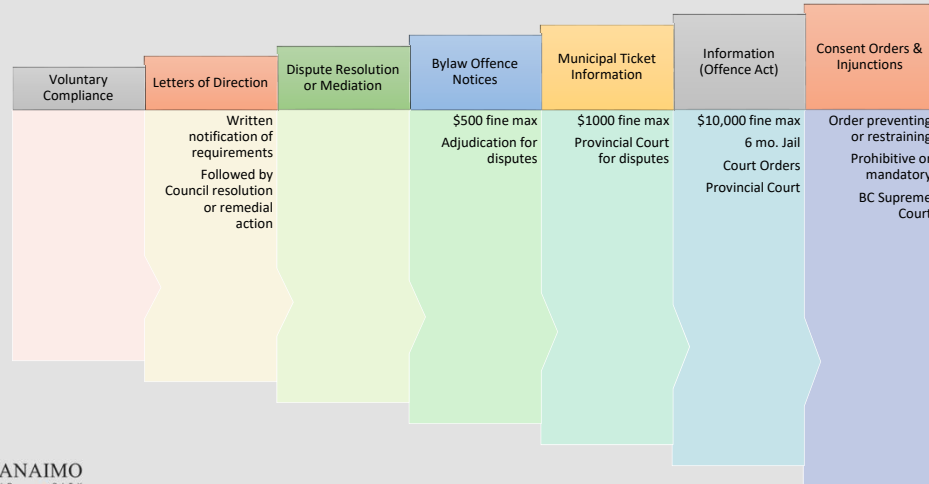 Voluntary
Compliance
Letters of Direction
Written
notification of
requirements
Followed by
Council resolution
or remedial
action
Dispute Resolution
or Mediation
Bylaw Offence
Notices
$500 fine max
Adjudication for
disputes
Municipal Ticket
Information
$1000 fine max
Provincial Court
for disputes
Information
(Offence Act)
$10,000 fine max
6 mo. Jail
Court Orders
Provincial Court
Consent Orders &
Injunctions
Order preventing
or restraining
Prohibitive or
mandatory
BC Supreme
Court
ANAIMO